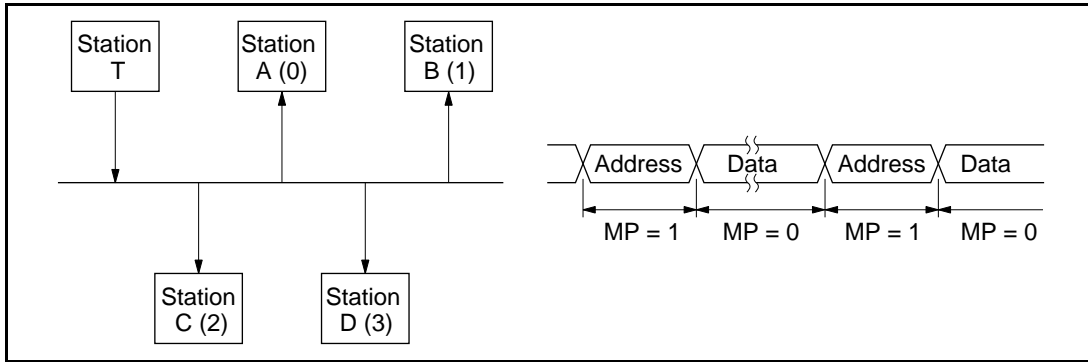 Station
T
Station
A (0)
Station
B (1)
Station
C (2)
Station
D (3)
Address
Data
Address
Data
MP = 1
MP = 0
MP = 1
MP = 0